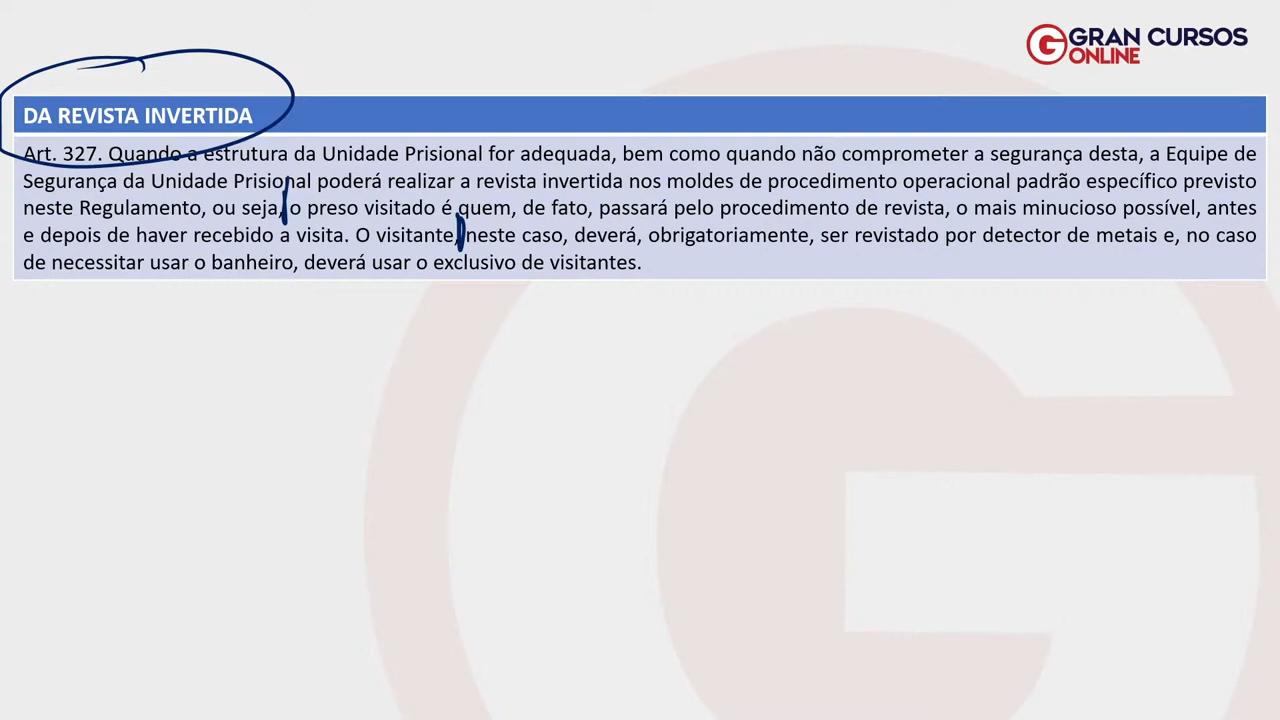 GRAN CURSOS
ONLINE
DA REVISTA INVERTIDA
Art. 327. Quando a estrutura da Unidade Prisional for adequada, bem como quando não comprometer a segurança desta, a Equipe de
Segurança da Unidade Prisional poderá realizar a revista invertida nos moldes de procedimento operacional padrão específico previsto
neste Regulamento, ou seja, o preso visitado é quem, de fato, passará pelo procedimento de revista, o mais minucioso possível, antes
e depois de haver recebido a visita. O visitante, neste caso, deverá, obrigatoriamente, ser revistado por detector de metais e, no caso
de necessitar usar o banheiro, deverá usar o exclusivo de visitantes.